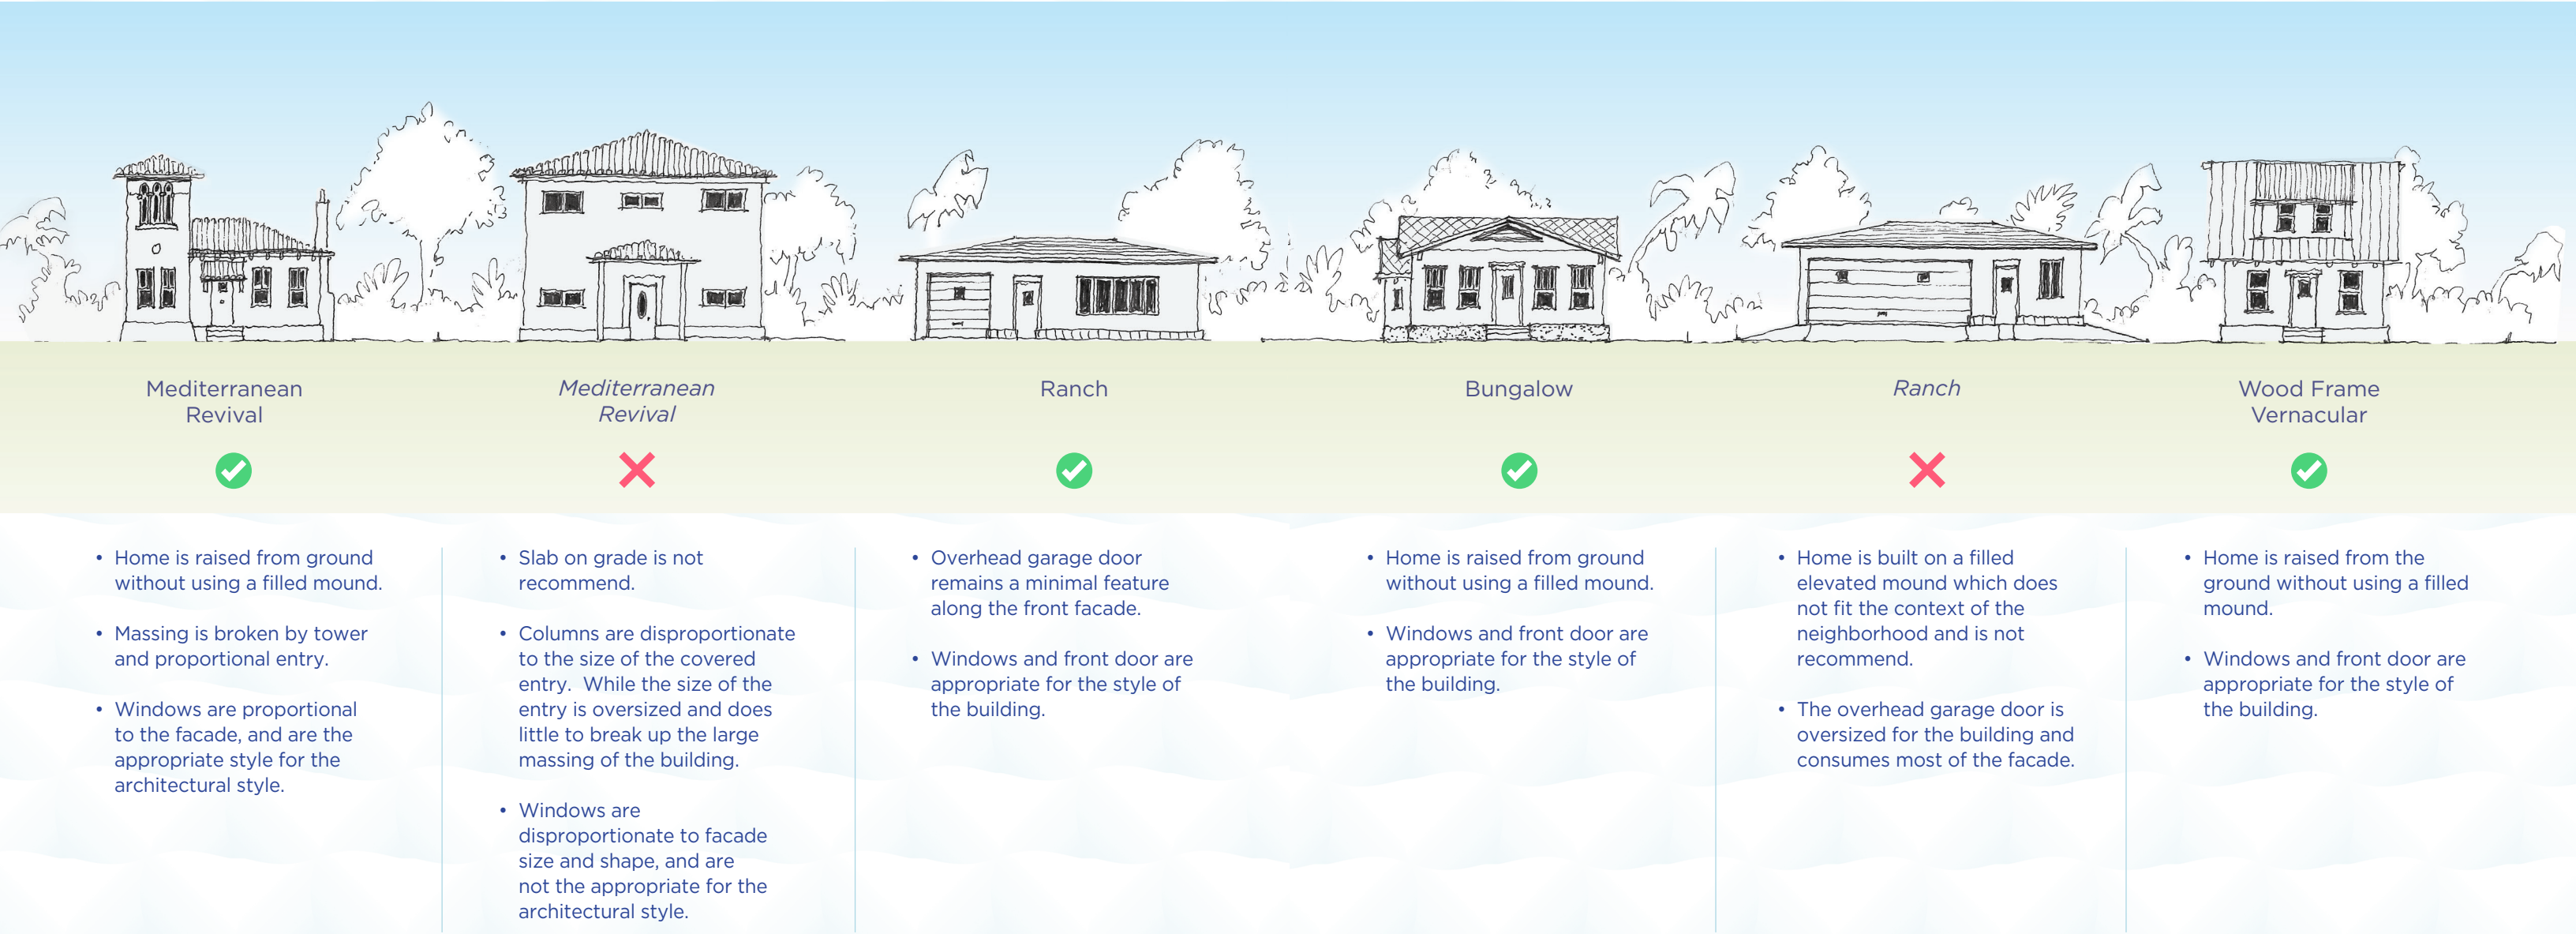 Mediterranean
Revival
Mediterranean
Revival
Ranch
Bungalow
Ranch
Wood Frame
Vernacular
• Home is raised from ground
without using a filled mound.
• Massing is broken by tower
and proportional entry.
• Windows are proportional
to the facade, and are the
appropriate style for the
architectural style.
• Slab on grade is not
recommend.
• Columns are disproportionate
to the size of the covered
entry.  While the size of the
entry is oversized and does
little to break up the large
massing of the building.
• Windows are
disproportionate to facade
size and shape, and are
not the appropriate for the
architectural style.
• Overhead garage door
remains a minimal feature
along the front facade.
• Windows and front door are
appropriate for the style of
the building.
• Home is raised from ground
without using a filled mound.
• Windows and front door are
appropriate for the style of
the building.
• Home is built on a filled
elevated mound which does
not fit the context of the
neighborhood and is not
recommend.
• The overhead garage door is
oversized for the building and
consumes most of the facade.
• Home is raised from the
ground without using a filled
mound.
• Windows and front door are
appropriate for the style of
the building.